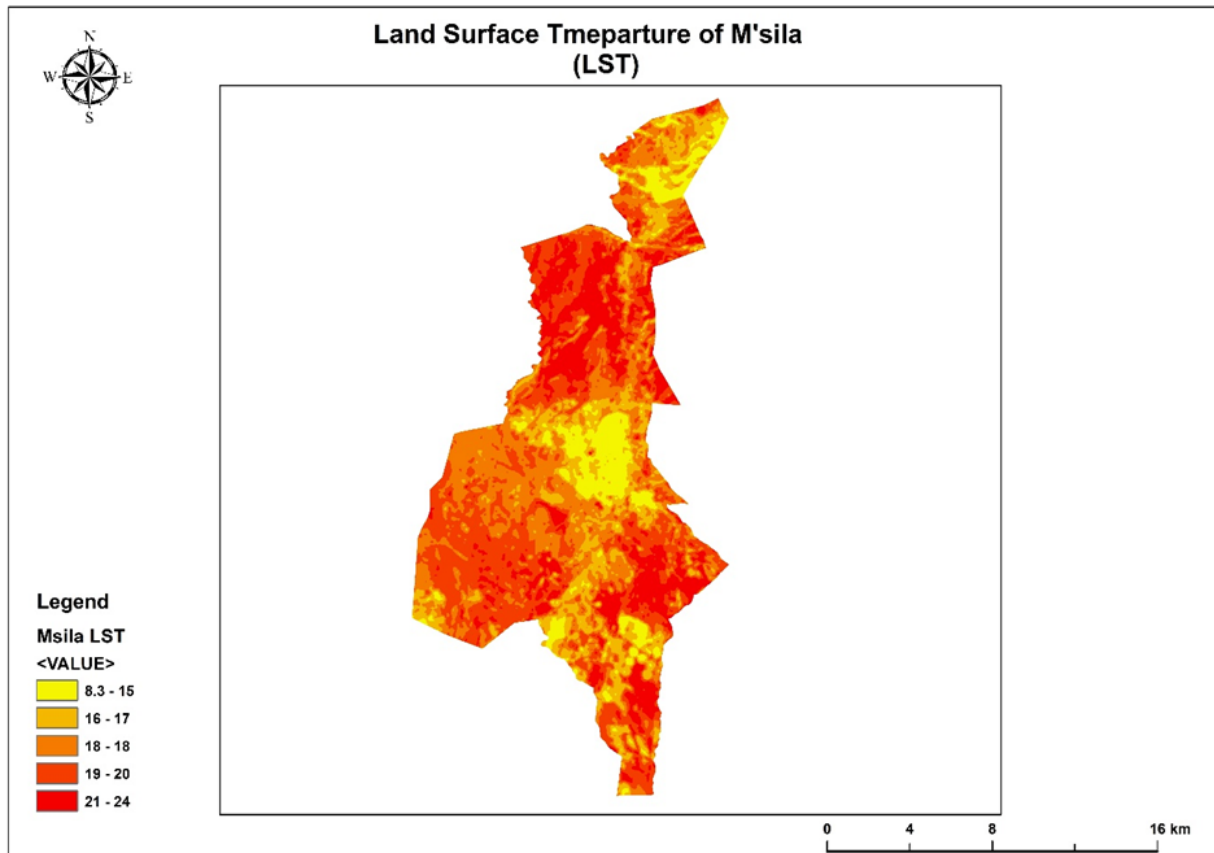 Land Surface Tmeparture of M'sila
(LST)
N
W E
S
Legend
Msila LST
<VALUE>
8.3 - 15
16 - 17
18 - 18
19 - 20
21 - 24
0 4 8 16 km